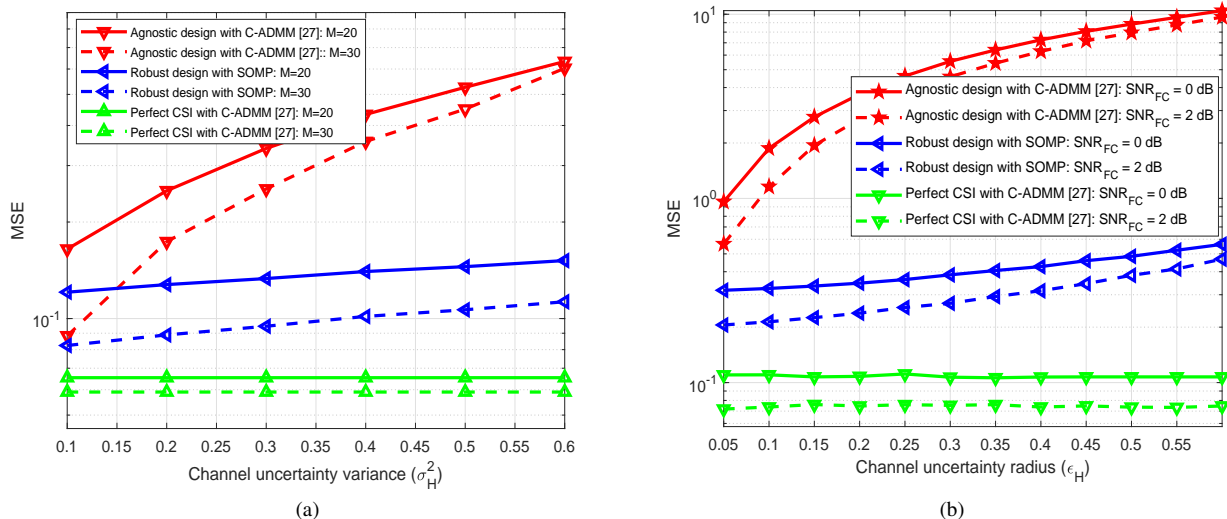 Agnostic design with C-ADMM [27]: M=20
Agnostic design with C-ADMM [27]:: M=30
Robust design with SOMP: M=20
Robust design with SOMP: M=30
Perfect CSI with C-ADMM [27]: M=20
Perfect CSI with C-ADMM [27]: M=30
MSE
10^-1
0.1 0.15 0.2 0.25 0.3 0.35 0.4 0.45 0.5 0.55 0.6
Channel uncertainty variance (σ_H^2)
(a)
10^1
Agnostic design with C-ADMM [27]: SNR_FC = 0 dB
Agnostic design with C-ADMM [27]: SNR_FC = 2 dB
Robust design with SOMP: SNR_FC = 0 dB
Robust design with SOMP: SNR_FC = 2 dB
Perfect CSI with C-ADMM [27]: SNR_FC = 0 dB
Perfect CSI with C-ADMM [27]: SNR_FC = 2 dB
MSE
10^0
10^-1
0.05 0.1 0.15 0.2 0.25 0.3 0.35 0.4 0.45 0.5 0.55
Channel uncertainty radius (ϵ_H)
(b)